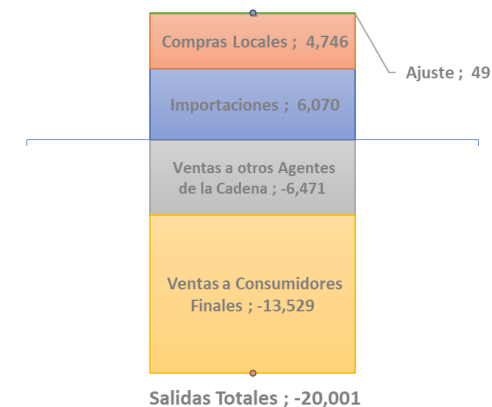 Compras Locales ; 4,746
Ajuste ; 49
Importaciones ; 6,070
Ventas a otros Agentes
de la Cadena ; -6,471
Ventas a Consumidores
Finales ; -13,529
Salidas Totales ; -20,001